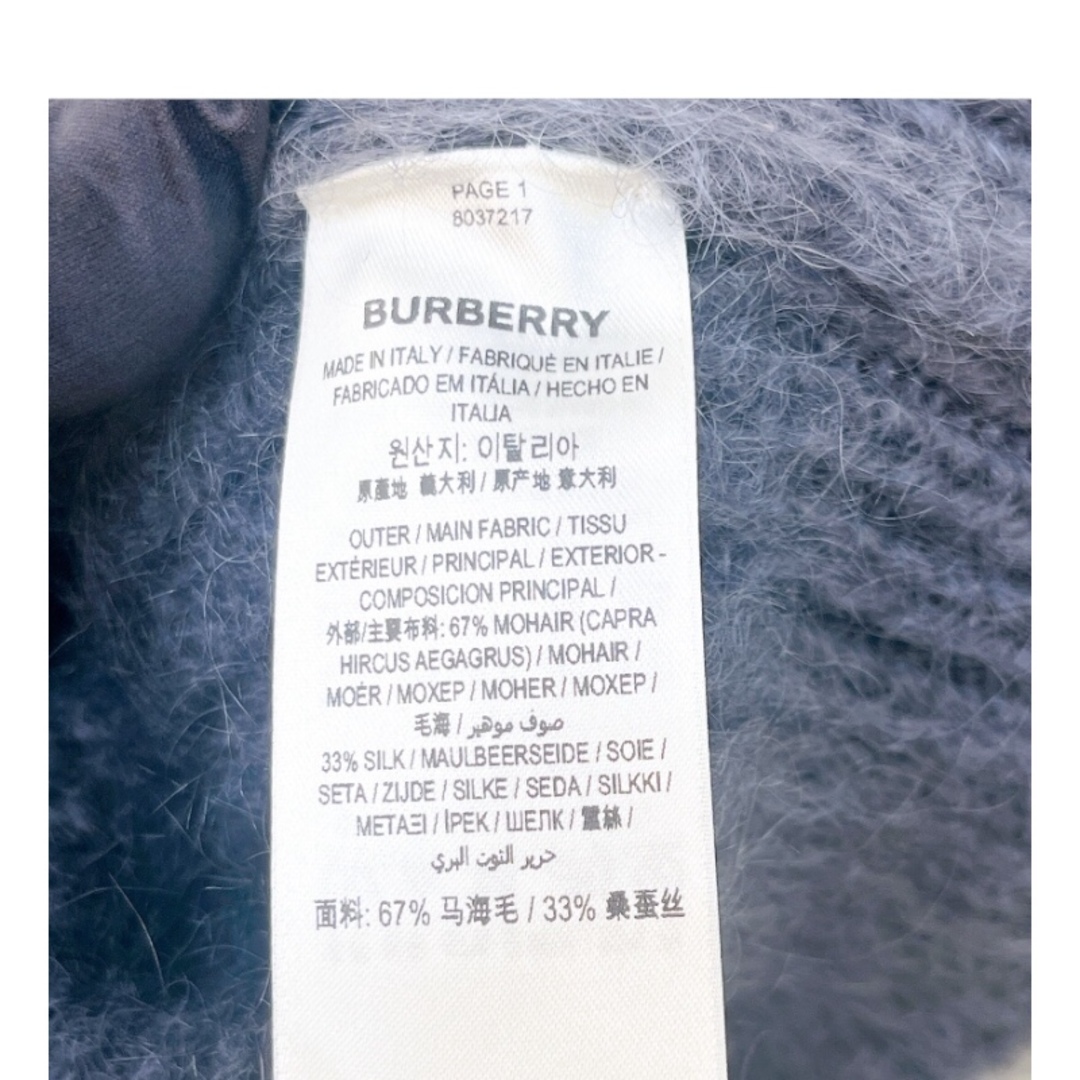 PAGE 1
8037217
BURBERRY
MADE IN ITALY / FABRIQUÉ EN ITALIE /
FABRICADO EM ITÁLIA / HECHO EN
ITALIA
원산지: 이탈리아
原產地 義大利 / 原产地 意大利
OUTER / MAIN FABRIC / TISSU
EXTÉRIEUR / PRINCIPAL / EXTERIOR -
COMPOSICION PRINCIPAL /
外部/主要布料: 67% MOHAIR (CAPRA
HIRCUS AEGAGRUS) / MOHAIR /
MOÉR / МОХЕР / MOHER / МОХЕР /
毛海 / صوف موهير /
33% SILK / MAULBEERSEIDE / SOIE /
SETA / ZIJDE / SILKE / SEDA / SILKKI /
ΜΕΤΑΞΙ / İPEK / ШЕЛК / 蠶絲 /
حرير التوت البري
面料: 67% 马海毛 / 33% 桑蚕丝